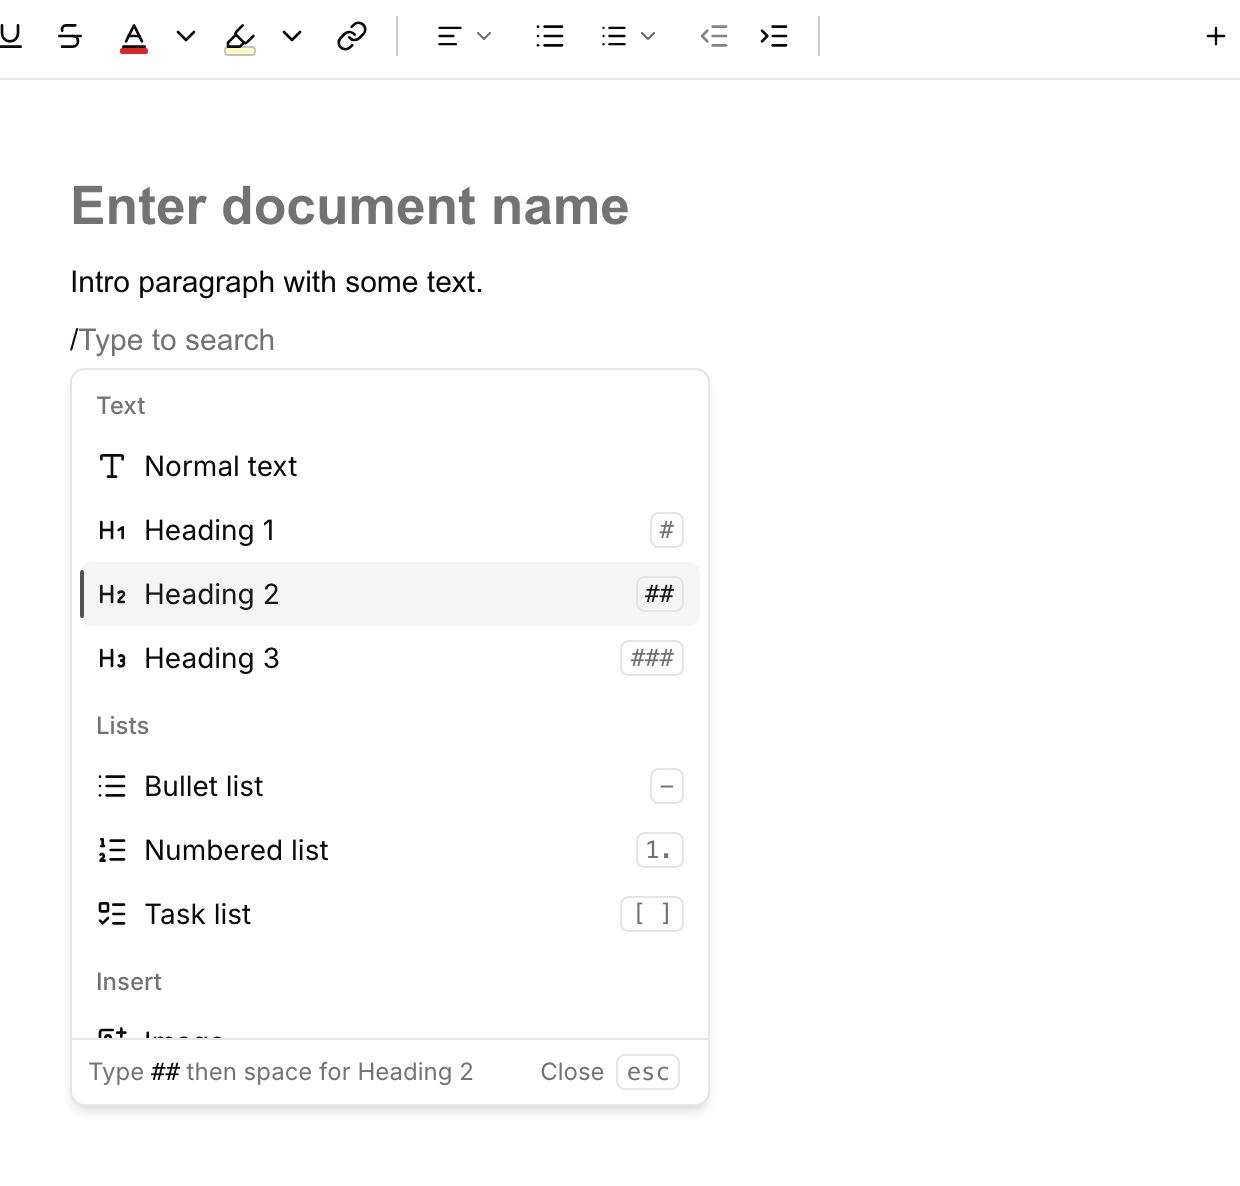 Enter document name
Intro paragraph with some text.
/Type to search
Text
Normal text
Heading 1 #
Heading 2 ##
Heading 3 ###
Lists
Bullet list -
Numbered list 1.
Task list [ ]
Insert
Image
Type ## then space for Heading 2 Close esc